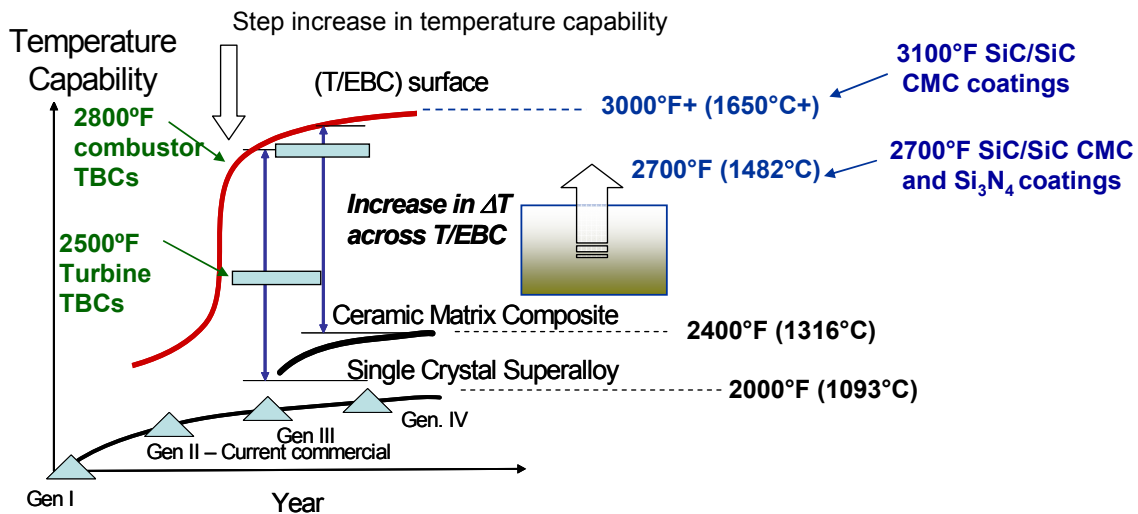 Step increase in temperature capability
Temperature
Capability
(T/EBC) surface
3100°F SiC/SiC
CMC coatings
3000°F+ (1650°C+)
2800ºF
combustor
TBCs
2700°F (1482°C)
2700°F SiC/SiC CMC
and Si₃N₄ coatings
Increase in ΔT
across T/EBC
2500ºF
Turbine
TBCs
Ceramic Matrix Composite
2400°F (1316°C)
Single Crystal Superalloy
2000°F (1093°C)
Gen. IV
Gen III
Gen II – Current commercial
Gen I
Year